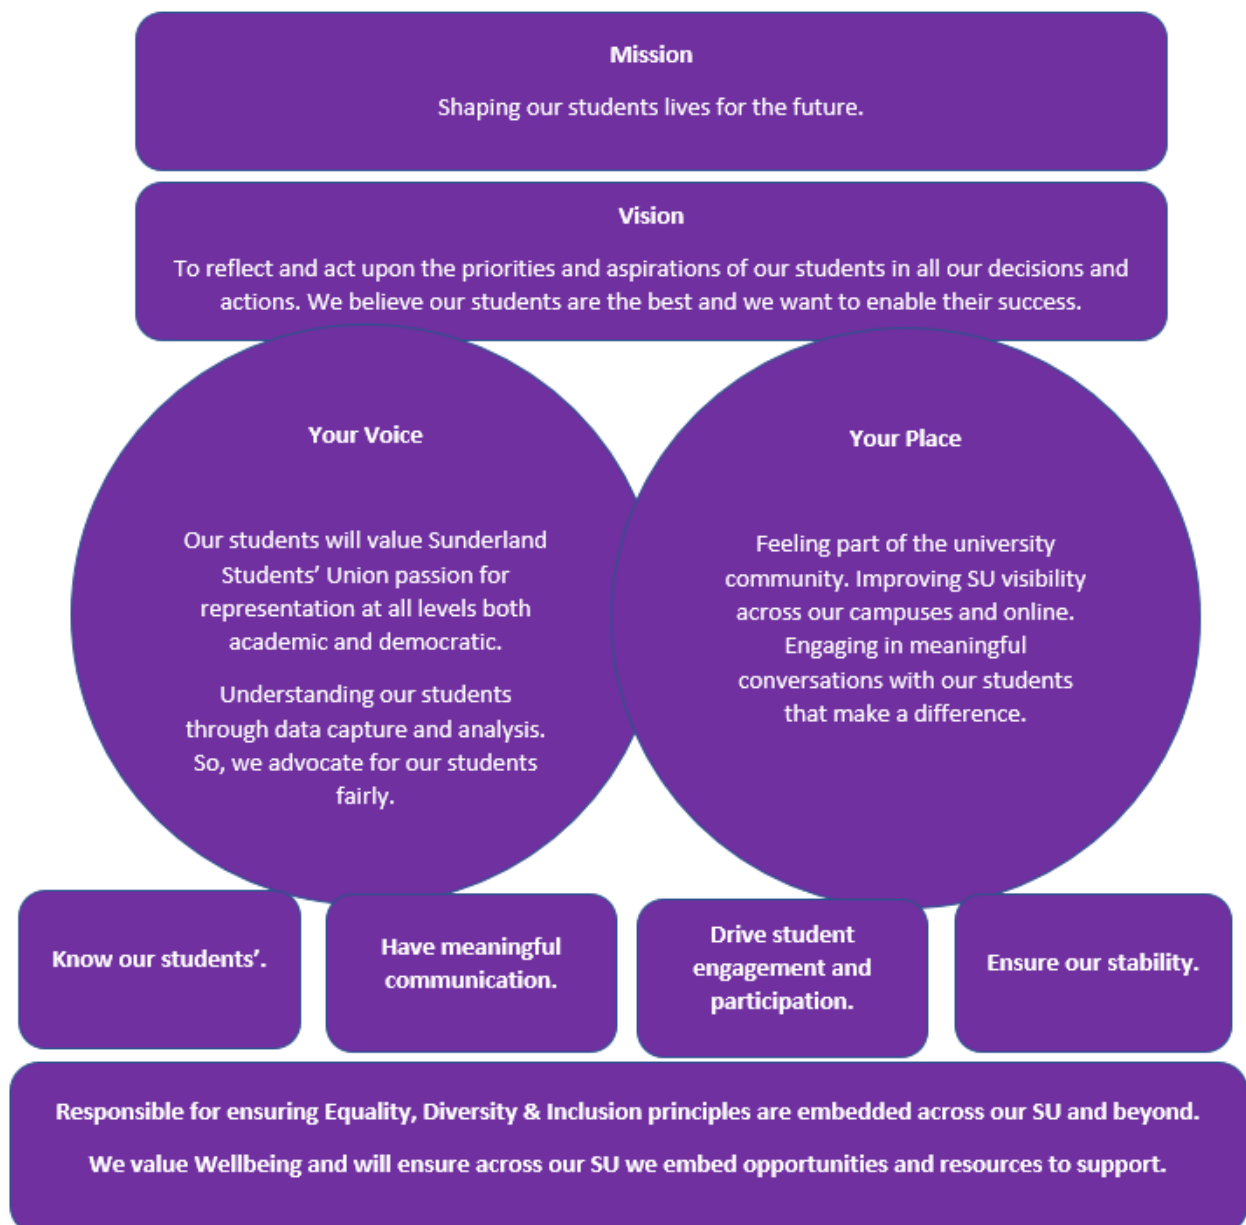 Mission
Shaping our students lives for the future.
Vision
To reflect and act upon the priorities and aspirations of our students in all our decisions and
actions. We believe our students are the best and we want to enable their success.
Your Voice
Our students will value Sunderland
Students’ Union passion for
representation at all levels both
academic and democratic.
Understanding our students
through data capture and analysis.
So, we advocate for our students
fairly.
Your Place
Feeling part of the university
community. Improving SU visibility
across our campuses and online.
Engaging in meaningful
conversations with our students
that make a difference.
Know our students’.
Have meaningful
communication.
Drive student
engagement and
participation.
Ensure our stability.
Responsible for ensuring Equality, Diversity & Inclusion principles are embedded across our SU and beyond.
We value Wellbeing and will ensure across our SU we embed opportunities and resources to support.